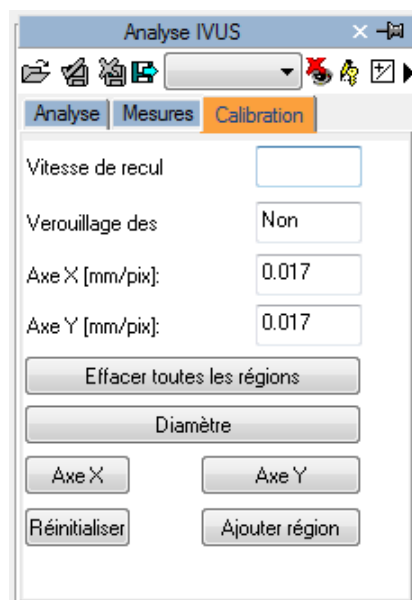 Analyse IVUS
Analyse Mesures Calibration
Vitesse de recul
Verouillage des Non
Axe X [mm/pix]: 0.017
Axe Y [mm/pix]: 0.017
Effacer toutes les régions
Diamètre
Axe X Axe Y
Réinitialiser Ajouter région